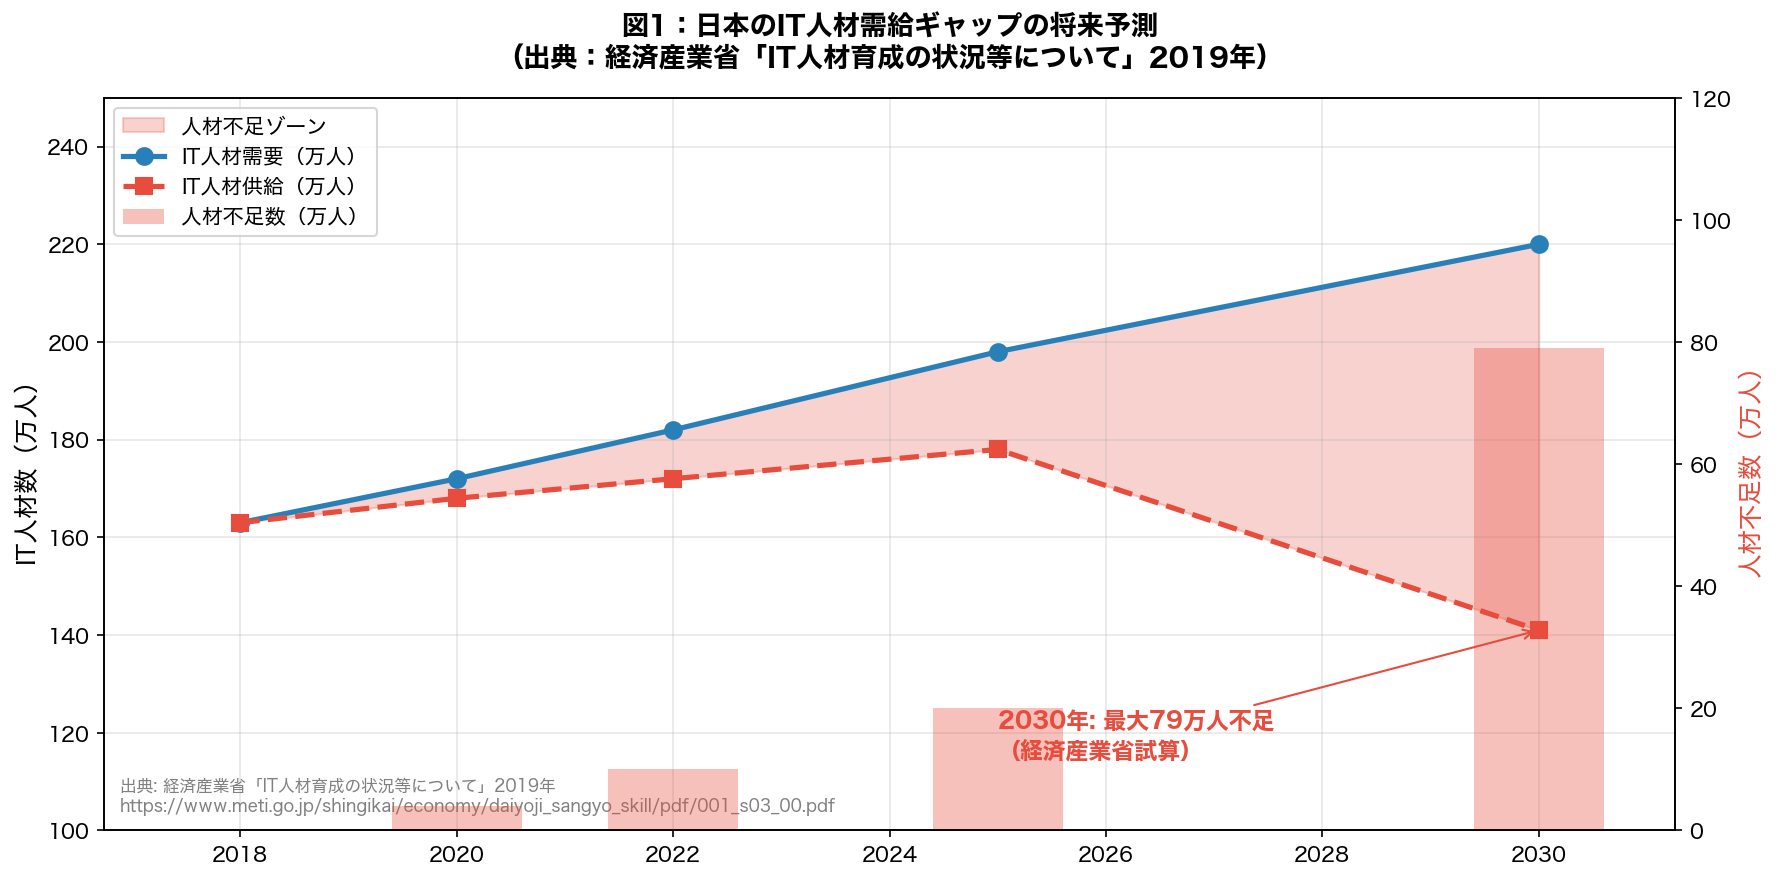 図1：日本のIT人材需給ギャップの将来予測
（出典：経済産業省「IT人材育成の状況等について」2019年）
人材不足ゾーン
IT人材需要（万人）
IT人材供給（万人）
人材不足数（万人）
IT人材数（万人）
240
220
200
180
160
140
120
100
120
100
80
60
40
20
0
人材不足数（万人）
2030年: 最大79万人不足
（経済産業省試算）
出典: 経済産業省「IT人材育成の状況等について」2019年
https://www.meti.go.jp/shingikai/economy/daiyoji_sangyo_skill/pdf/001_s03_00.pdf
2018
2020
2022
2024
2026
2028
2030